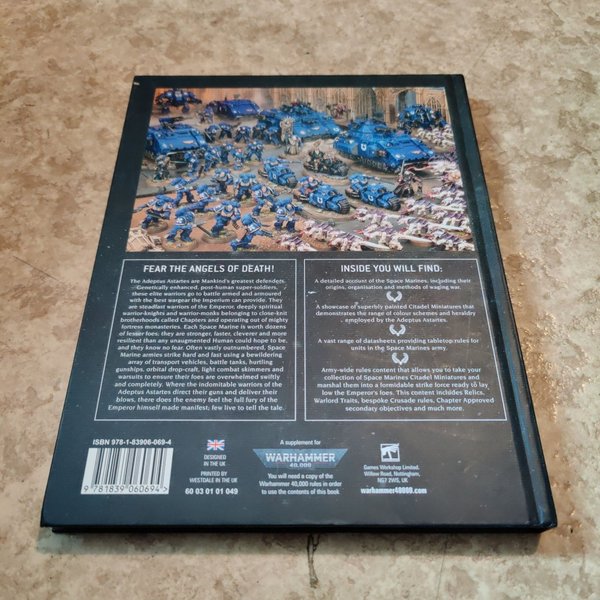 FEAR THE ANGELS OF DEATH!
The Adeptus Astartes are Mankind's greatest defenders.
Genetically enhanced, post-human super-soldiers,
these elite warriors go to battle armed and armoured
with the best wargear the Imperium can provide. They
are steadfast warriors of the Emperor, deeply spiritual
warrior-knights and warrior-monks belonging to close-knit
brotherhoods called Chapters and operating out of mighty
fortress monasteries. Each Space Marine is worth dozens
of lesser foes; they are stronger, faster, cleverer and more
resilient than any unaugmented Human could hope to be,
and they know no fear. Often vastly outnumbered, Space
Marine armies strike hard and fast using a bewildering
array of transport vehicles, battle tanks, hurtling
gunships, orbital drop-craft, light combat skimmers and
warsuits to ensure their foes are overwhelmed swiftly
and completely. Where the indomitable warriors of the
Adeptus Astartes direct their guns and deliver their
blows, there does the enemy feel the full fury of the
Emperor himself made manifest; few live to tell the tale.
INSIDE YOU WILL FIND:
A detailed account of the Space Marines, including their
origins, organisation and methods of waging war.
A showcase of superbly painted Citadel Miniatures that
demonstrates the range of colour schemes and heraldry
employed by the Adeptus Astartes.
A vast range of datasheets providing tabletop rules for
units in the Space Marines army.
Army-wide rules content that allows you to take your
collection of Space Marines Citadel Miniatures and
marshal them into a formidable strike force ready to lay
low the Emperor's foes. This content includes Relics,
Warlord Traits, bespoke Crusade rules, Chapter Approved
secondary objectives and much more.
ISBN 978-1-83906-069-4
9 781839 060694 >
DESIGNED
IN THE UK
PRINTED BY
WESTDALE IN THE UK
60 03 01 01 049
A supplement for
WARHAMMER
40,000
You will need a copy of the
Warhammer 40,000 rules in order
to use the contents of this book
Games Workshop Limited,
Willow Road, Nottingham,
NG7 2WS, UK
warhammer40000.com